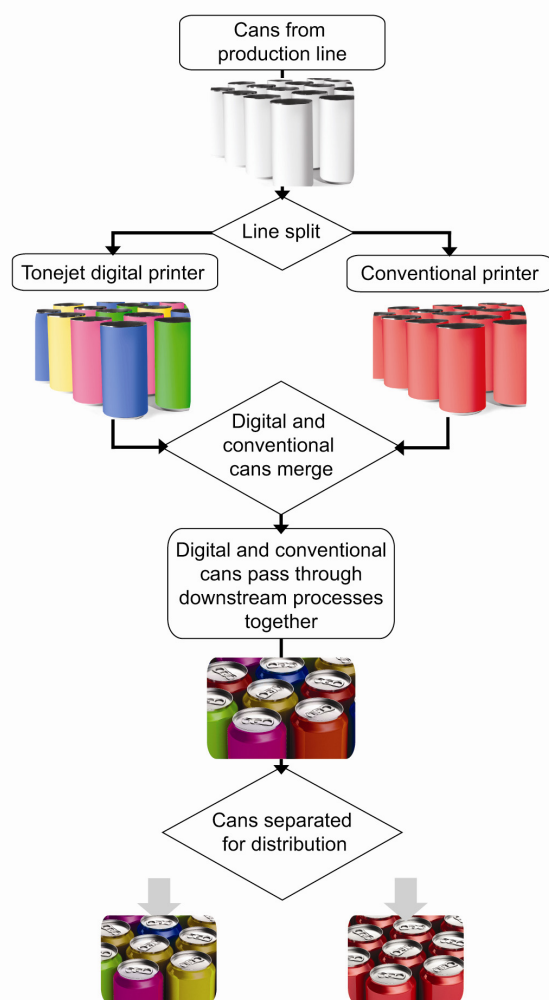 Cans from
production line
Line split
Tonejet digital printer
Conventional printer
Digital and
conventional
cans merge
Digital and conventional
cans pass through
downstream processes
together
Cans separated
for distribution